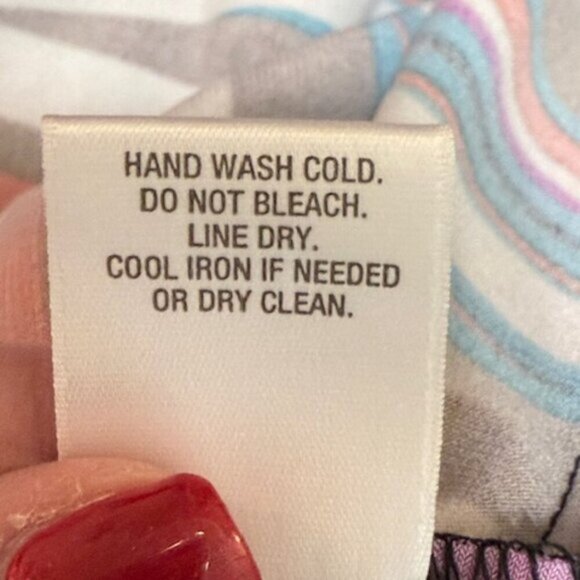 HAND WASH COLD.
DO NOT BLEACH.
LINE DRY.
COOL IRON IF NEEDED
OR DRY CLEAN.